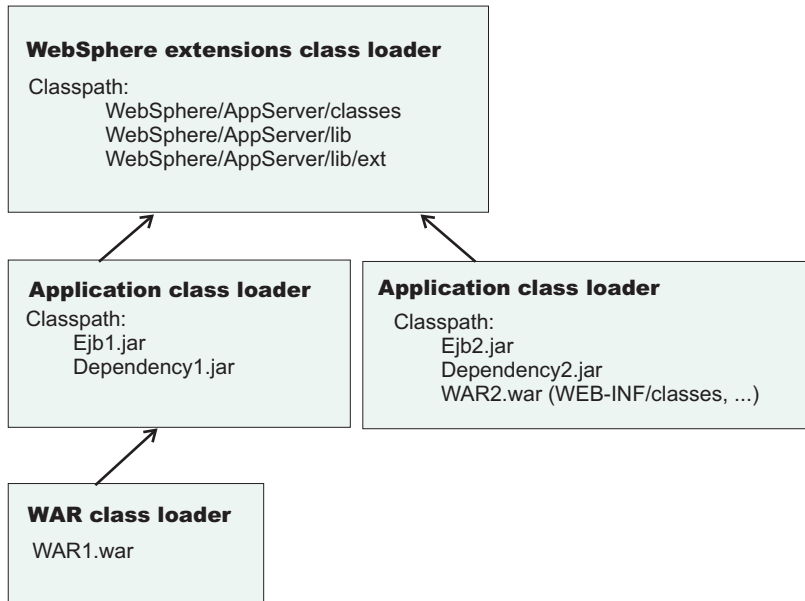 WebSphere extensions class loader
Classpath:
WebSphere/AppServer/classes
WebSphere/AppServer/lib
WebSphere/AppServer/lib/ext
Application class loader
Classpath:
Ejb1.jar
Dependency1.jar
Application class loader
Classpath:
Ejb2.jar
Dependency2.jar
WAR2.war (WEB-INF/classes, ...)
WAR class loader
WAR1.war